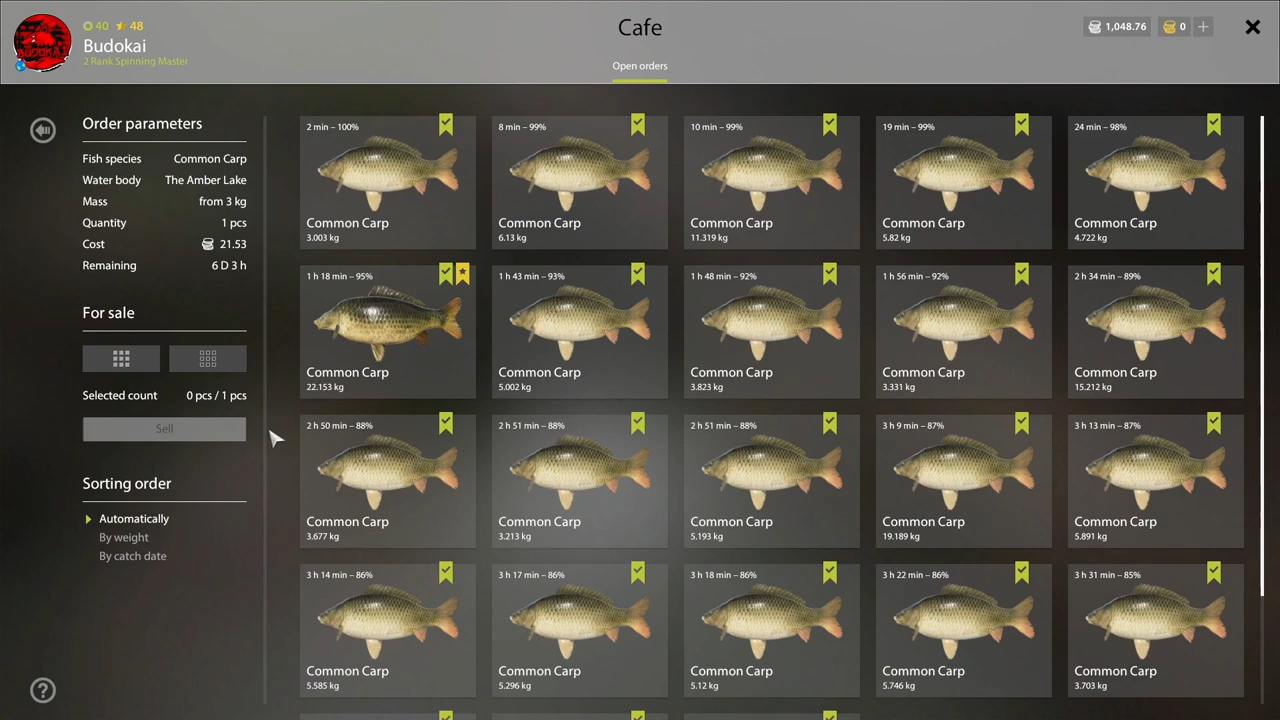 40 48
Budokai
2 Rank Spinning Master
Cafe
Open orders
1,048.76
0
Order parameters
Fish species Common Carp
Water body The Amber Lake
Mass from 3 kg
Quantity 1 pcs
Cost 21.53
Remaining 6 D 3 h
For sale
Selected count 0 pcs / 1 pcs
Sell
Sorting order
Automatically
By weight
By catch date
2 min – 100%
Common Carp
3.003 kg
8 min – 99%
Common Carp
6.13 kg
10 min – 99%
Common Carp
11.319 kg
19 min – 99%
Common Carp
5.82 kg
24 min – 98%
Common Carp
4.722 kg
1 h 18 min – 95%
Common Carp
22.153 kg
1 h 43 min – 93%
Common Carp
5.002 kg
1 h 48 min – 92%
Common Carp
3.823 kg
1 h 56 min – 92%
Common Carp
3.331 kg
2 h 34 min – 89%
Common Carp
15.212 kg
2 h 50 min – 88%
Common Carp
3.677 kg
2 h 51 min – 88%
Common Carp
3.213 kg
2 h 51 min – 88%
Common Carp
5.193 kg
3 h 9 min – 87%
Common Carp
19.189 kg
3 h 13 min – 87%
Common Carp
5.891 kg
3 h 14 min – 86%
Common Carp
5.585 kg
3 h 17 min – 86%
Common Carp
5.296 kg
3 h 18 min – 86%
Common Carp
5.12 kg
3 h 22 min – 86%
Common Carp
5.746 kg
3 h 31 min – 85%
Common Carp
3.703 kg